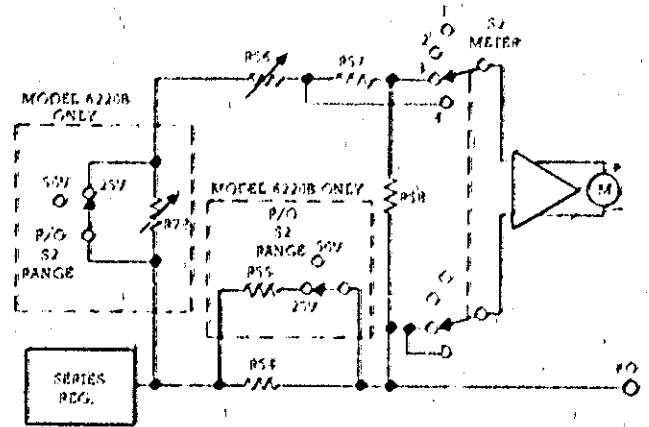 1
2
3
4
S2
METER
R56
R57
MODEL 6220B
ONLY
50V
25V
P/O
S2
RANGE
R72
MODEL 6220B ONLY
P/O
S2
RANGE
50V
R55
25V
R58
M
+
-
SERIES
REG.
R54